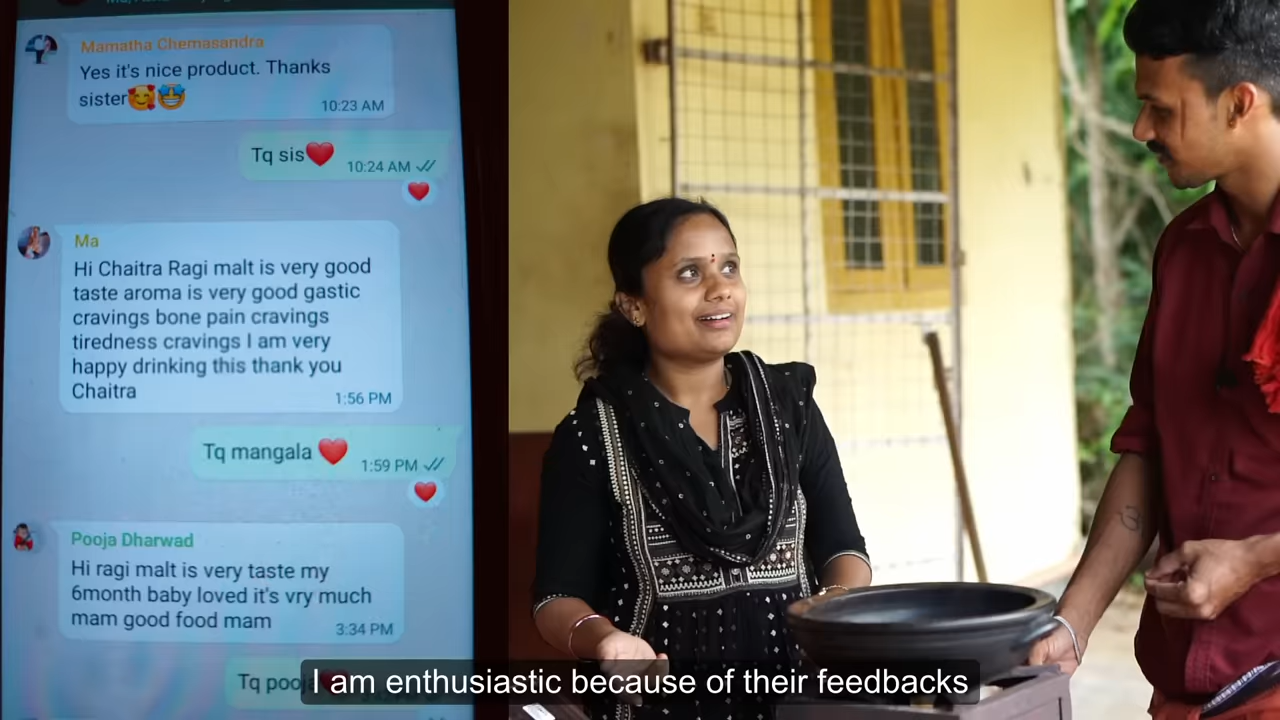 Mamatha Chemasandra
Yes it's nice product. Thanks
sister🥰🤩
10:23 AM
Tq sis❤️
10:24 AM
Ma
Hi Chaitra Ragi malt is very good
taste aroma is very good gastic
cravings bone pain cravings
tiredness cravings I am very
happy drinking this thank you
Chaitra
1:56 PM
Tq mangala ❤️
1:59 PM
Pooja Dharwad
Hi ragi malt is very taste my
6month baby loved it's vry much
mam good food mam
3:34 PM
Tq pooja
I am enthusiastic because of their feedbacks